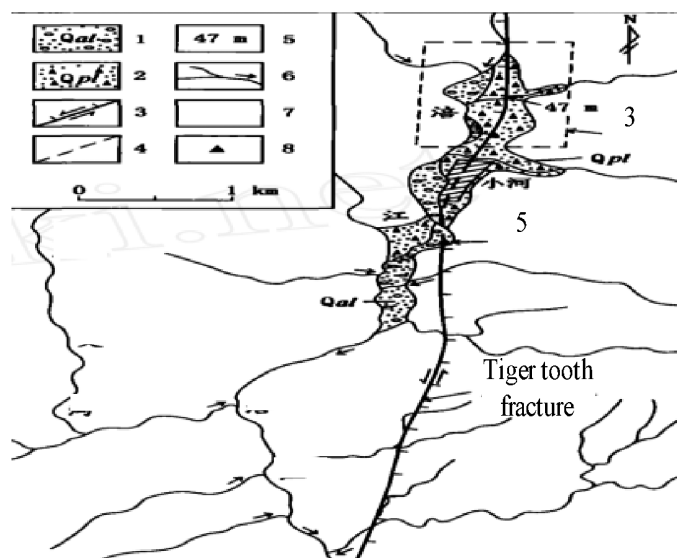 Qal 1 47 m 5
Qpl 2 6
3 7
4 8
0 1 km
N
涪
47 m
3
Qpl
小河
江
5
Qal
Tiger tooth
fracture